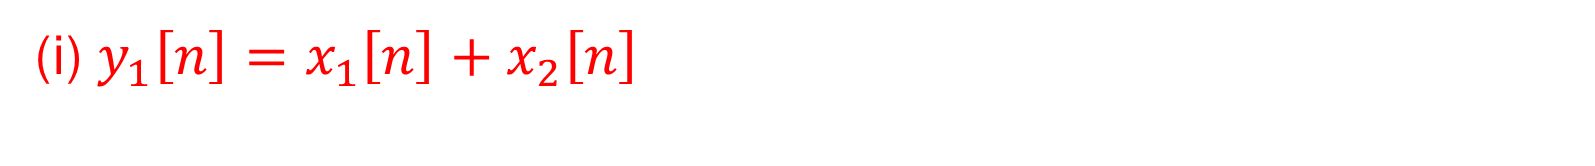 (i) y₁[n] = x₁[n] + x₂[n]